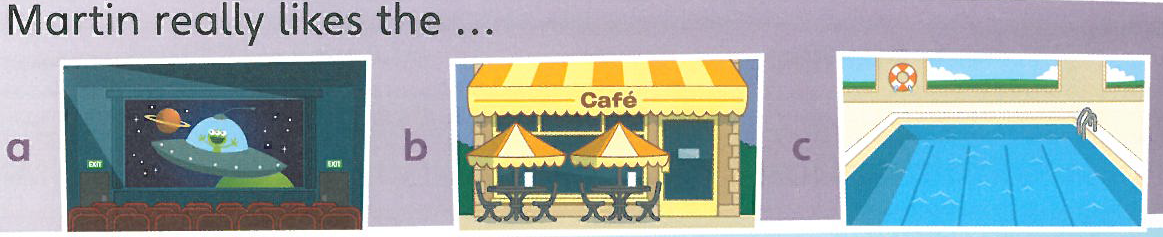 Martin really likes the ...
a
EXIT
EXIT
b
Café
c